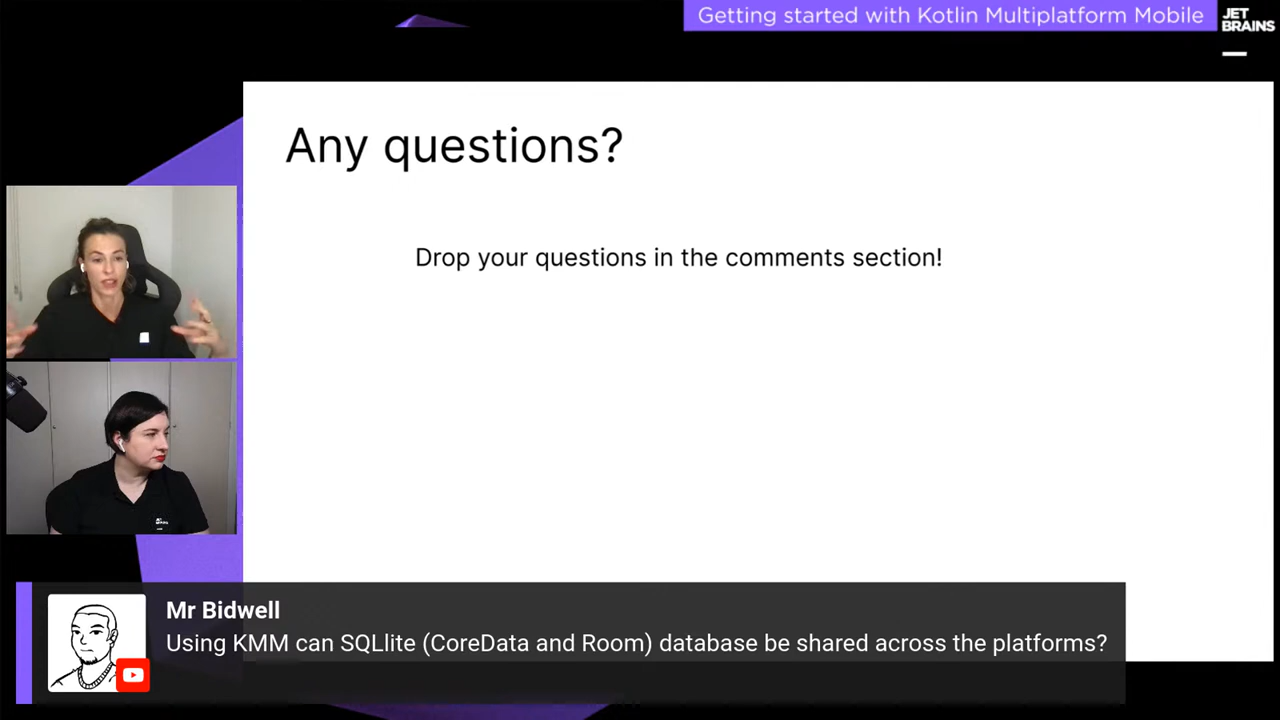 Getting started with Kotlin Multiplatform Mobile
JET
BRAINS
Any questions?
Drop your questions in the comments section!
Mr Bidwell
Using KMM can SQLlite (CoreData and Room) database be shared across the platforms?